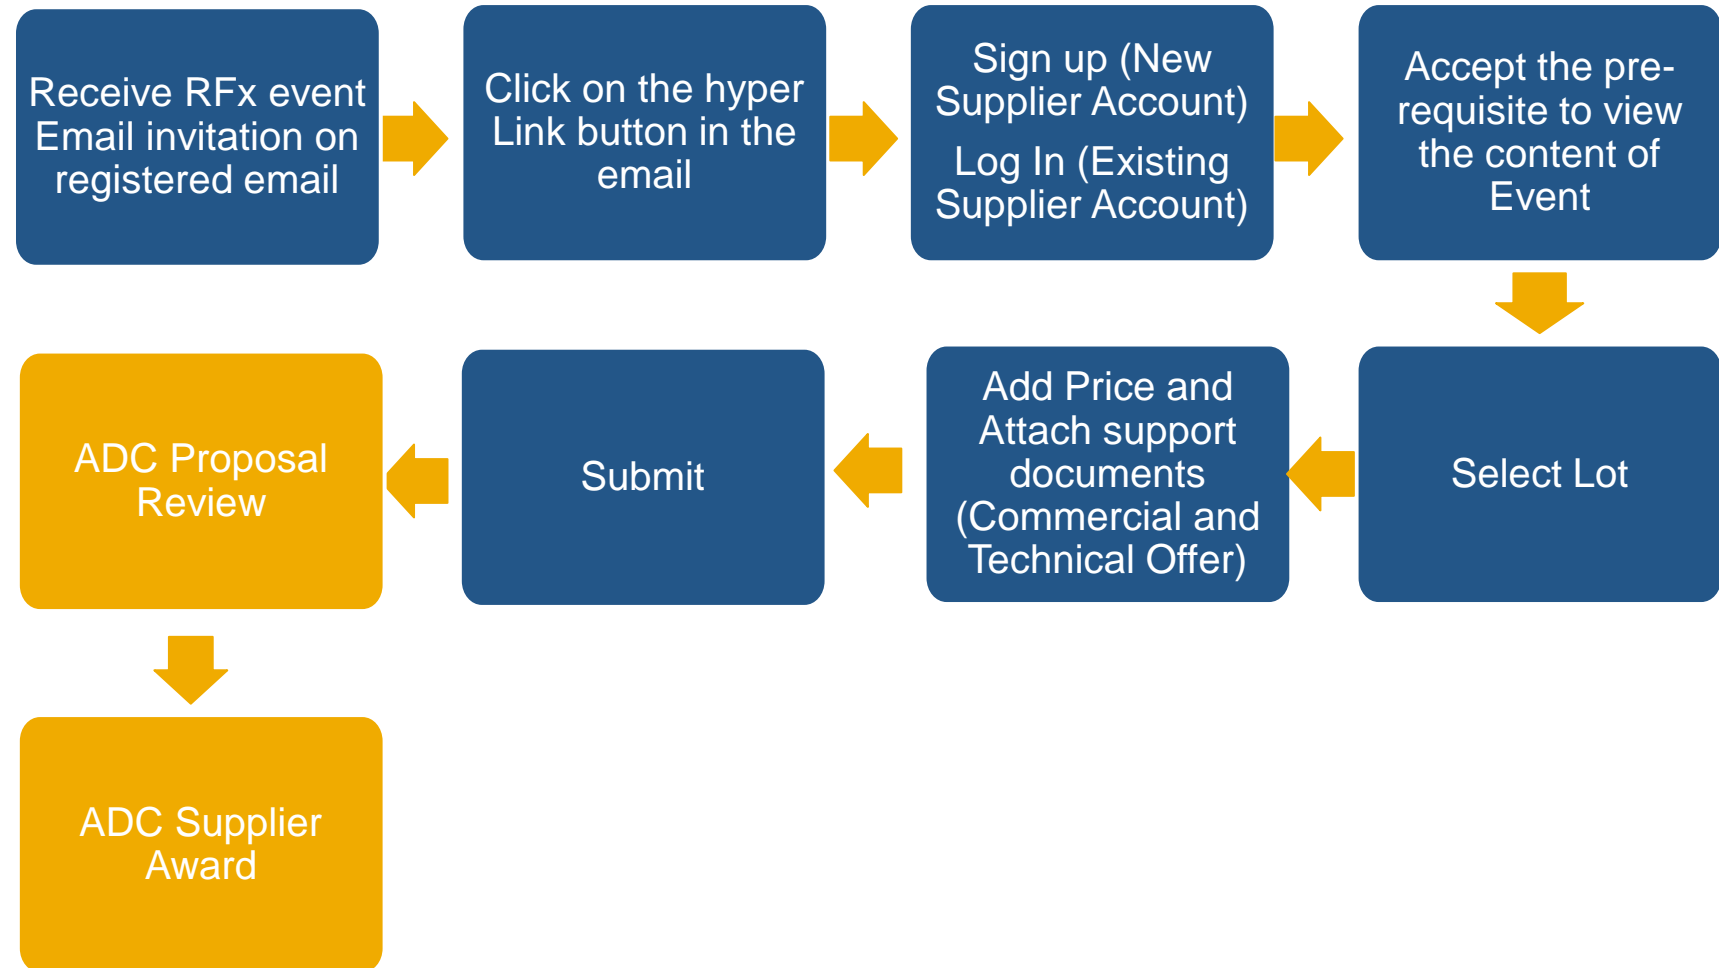 Receive RFx event
Email invitation on
registered email
Click on the hyper
Link button in the
email
Sign up (New
Supplier Account)
Log In (Existing
Supplier Account)
Accept the pre-
requisite to view
the content of
Event
Select Lot
Add Price and
Attach support
documents
(Commercial and
Technical Offer)
Submit
ADC Proposal
Review
ADC Supplier
Award